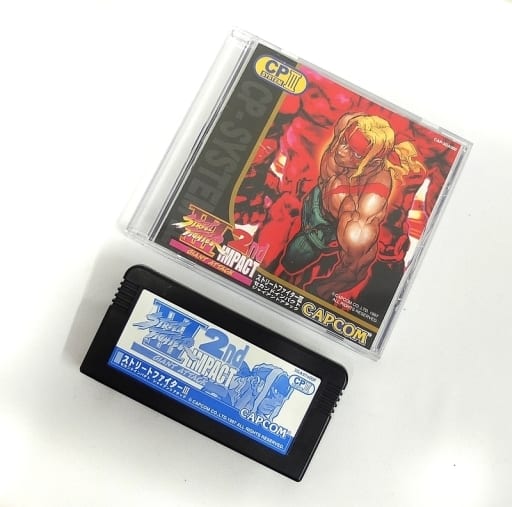 CP
SYSTEM III
CP-SYSTEM
STREET
FIGHTER
III 2nd
IMPACT
GIANT ATTACK
ストリートファイターIII
セカンドインパクト
ジャイアントアタック
© CAPCOM CO., LTD. 1997
ALL RIGHTS RESERVED.
CAPCOM
STREET
FIGHTER
III 2nd
IMPACT
GIANT ATTACK
ストリートファイターIII
CP
SYSTEM III
CAPCOM
© CAPCOM CO., LTD. 1997 ALL RIGHTS RESERVED.